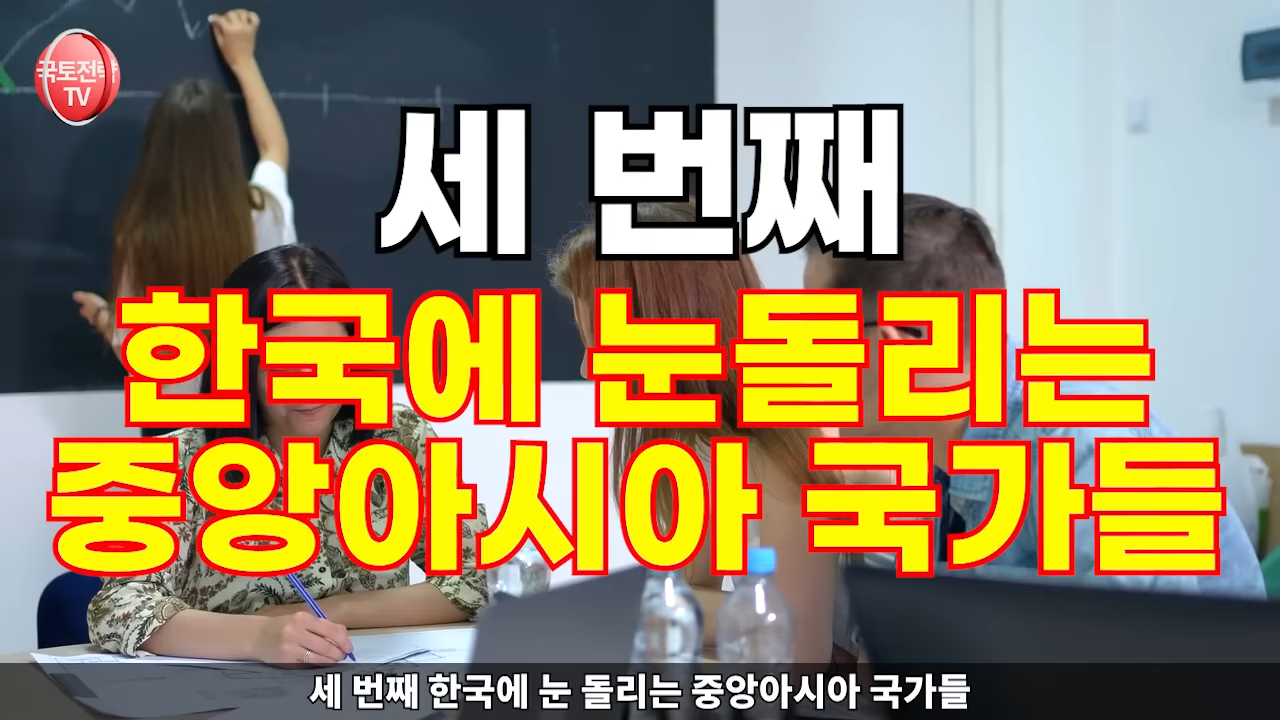 국토전략
TV
세 번째
한국에 눈돌리는
중앙아시아 국가들
세 번째 한국에 눈 돌리는 중앙아시아 국가들